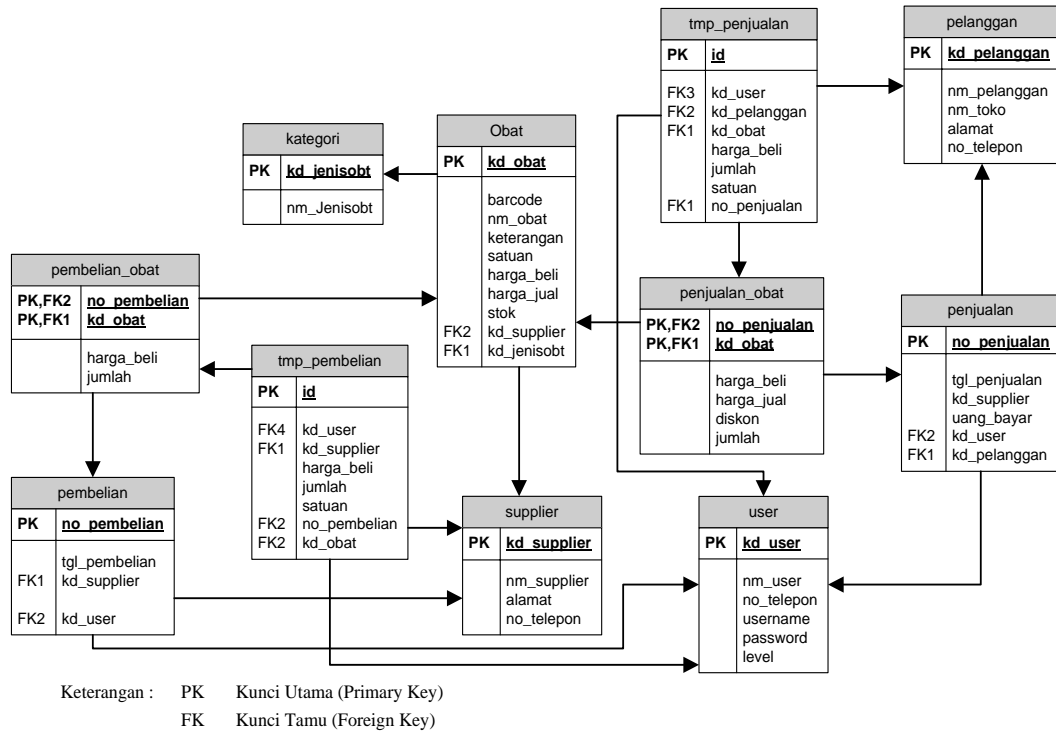 tmp_penjualan
PK id
FK3 kd_user
FK2 kd_pelanggan
FK1 kd_obat
harga_beli
jumlah
satuan
FK1 no_penjualan
pelanggan
PK kd_pelanggan
nm_pelanggan
nm_toko
alamat
no_telepon
kategori
PK kd_jenisobt
nm_Jenisobt
Obat
PK kd_obat
barcode
nm_obat
keterangan
satuan
harga_beli
harga_jual
stok
FK2 kd_supplier
FK1 kd_jenisobt
pembelian_obat
PK,FK2 no_pembelian
PK,FK1 kd_obat
harga_beli
jumlah
penjualan_obat
PK,FK2 no_penjualan
PK,FK1 kd_obat
harga_beli
harga_jual
diskon
jumlah
penjualan
PK no_penjualan
tgl_penjualan
kd_supplier
uang_bayar
FK2 kd_user
FK1 kd_pelanggan
tmp_pembelian
PK id
FK4 kd_user
FK1 kd_supplier
harga_beli
jumlah
satuan
FK2 no_pembelian
FK2 kd_obat
pembelian
PK no_pembelian
tgl_pembelian
FK1 kd_supplier
FK2 kd_user
supplier
PK kd_supplier
nm_supplier
alamat
no_telepon
user
PK kd_user
nm_user
no_telepon
username
password
level
Keterangan : PK Kunci Utama (Primary Key)
FK Kunci Tamu (Foreign Key)